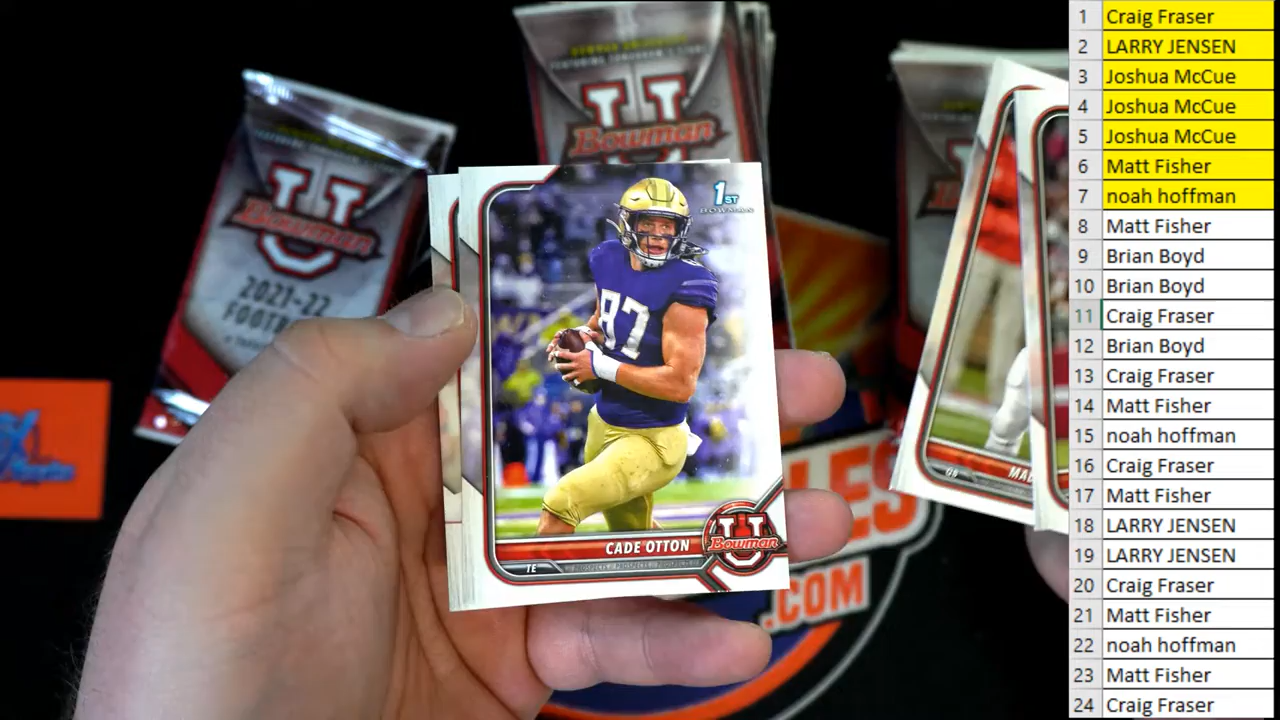 U
Bowman
2021-22
U
Bowman
1ST
BOWMAN
87
CADE OTTON
TE
PROSPECTS // PROSPECTS // PROSPECTS
U
Bowman
QB
.COM
1 Craig Fraser
2 LARRY JENSEN
3 Joshua McCue
4 Joshua McCue
5 Joshua McCue
6 Matt Fisher
7 noah hoffman
8 Matt Fisher
9 Brian Boyd
10 Brian Boyd
11 Craig Fraser
12 Brian Boyd
13 Craig Fraser
14 Matt Fisher
15 noah hoffman
16 Craig Fraser
17 Matt Fisher
18 LARRY JENSEN
19 LARRY JENSEN
20 Craig Fraser
21 Matt Fisher
22 noah hoffman
23 Matt Fisher
24 Craig Fraser